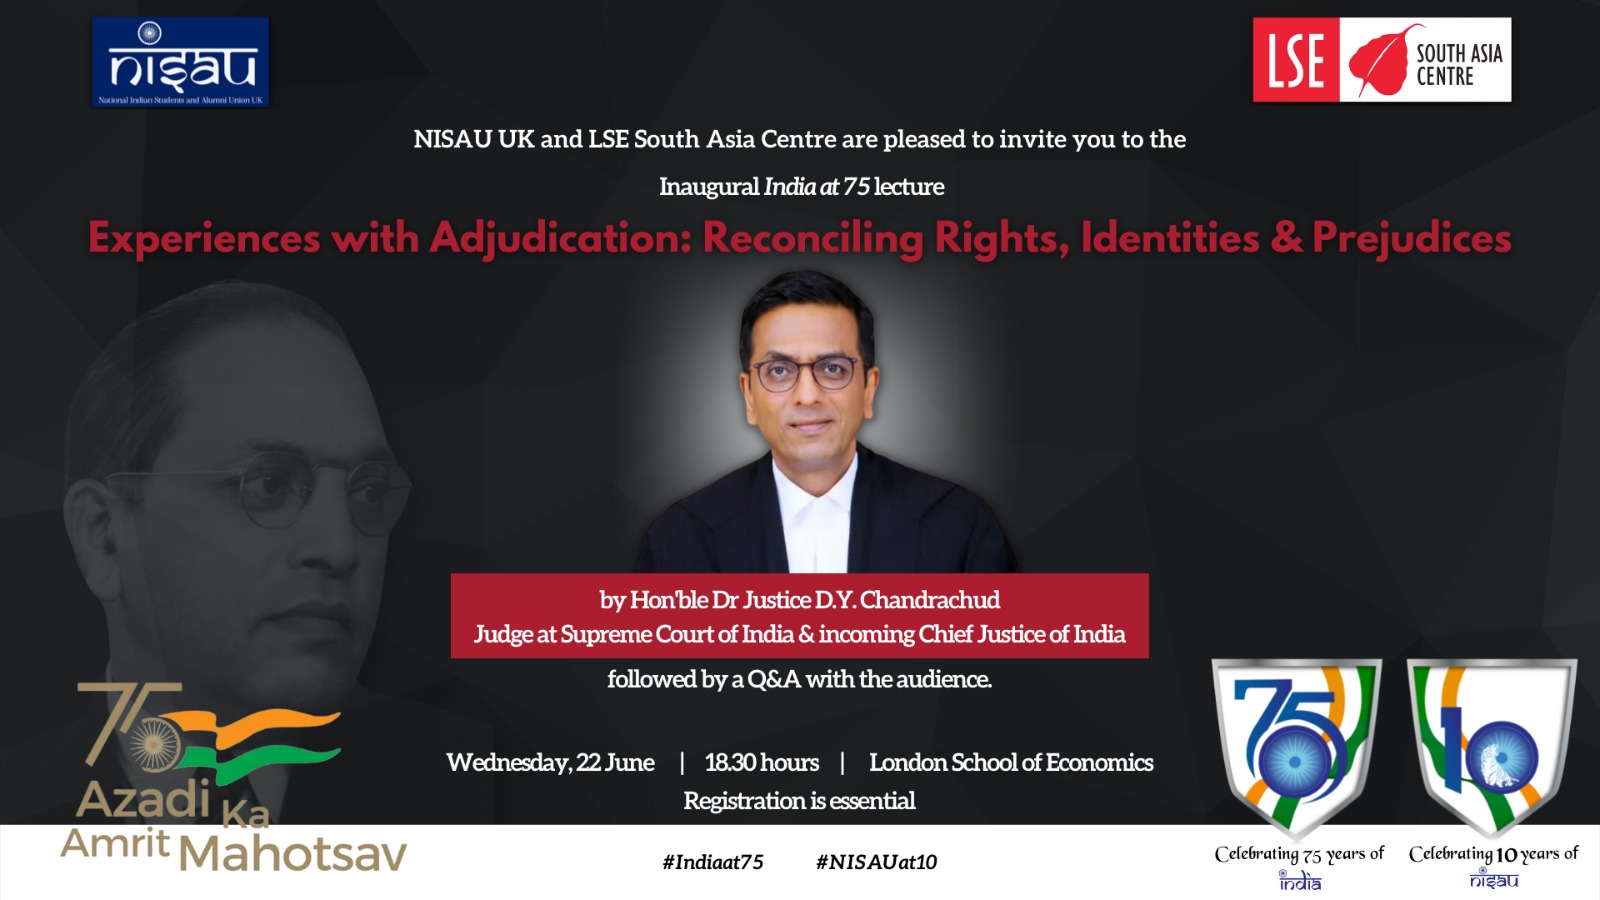 nisau
National Indian Students and Alumni Union UK
LSE
SOUTH ASIA
CENTRE
NISAU UK and LSE South Asia Centre are pleased to invite you to the
Inaugural India at 75 lecture
Experiences with Adjudication: Reconciling Rights, Identities & Prejudices
by Hon'ble Dr Justice D.Y. Chandrachud
Judge at Supreme Court of India & incoming Chief Justice of India
followed by a Q&A with the audience.
Wednesday, 22 June | 18.30 hours | London School of Economics
Registration is essential
75
Azadi Ka
Amrit Mahotsav
#Indiaat75 #NISAUat10
75
Celebrating 75 years of
india
10
Celebrating 10 years of
nisau